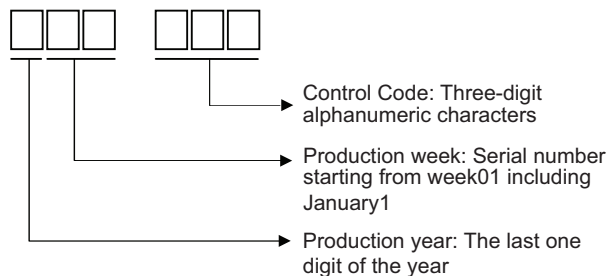 Control Code: Three-digit
alphanumeric characters
Production week: Serial number
starting from week01 including
January1
Production year: The last one
digit of the year